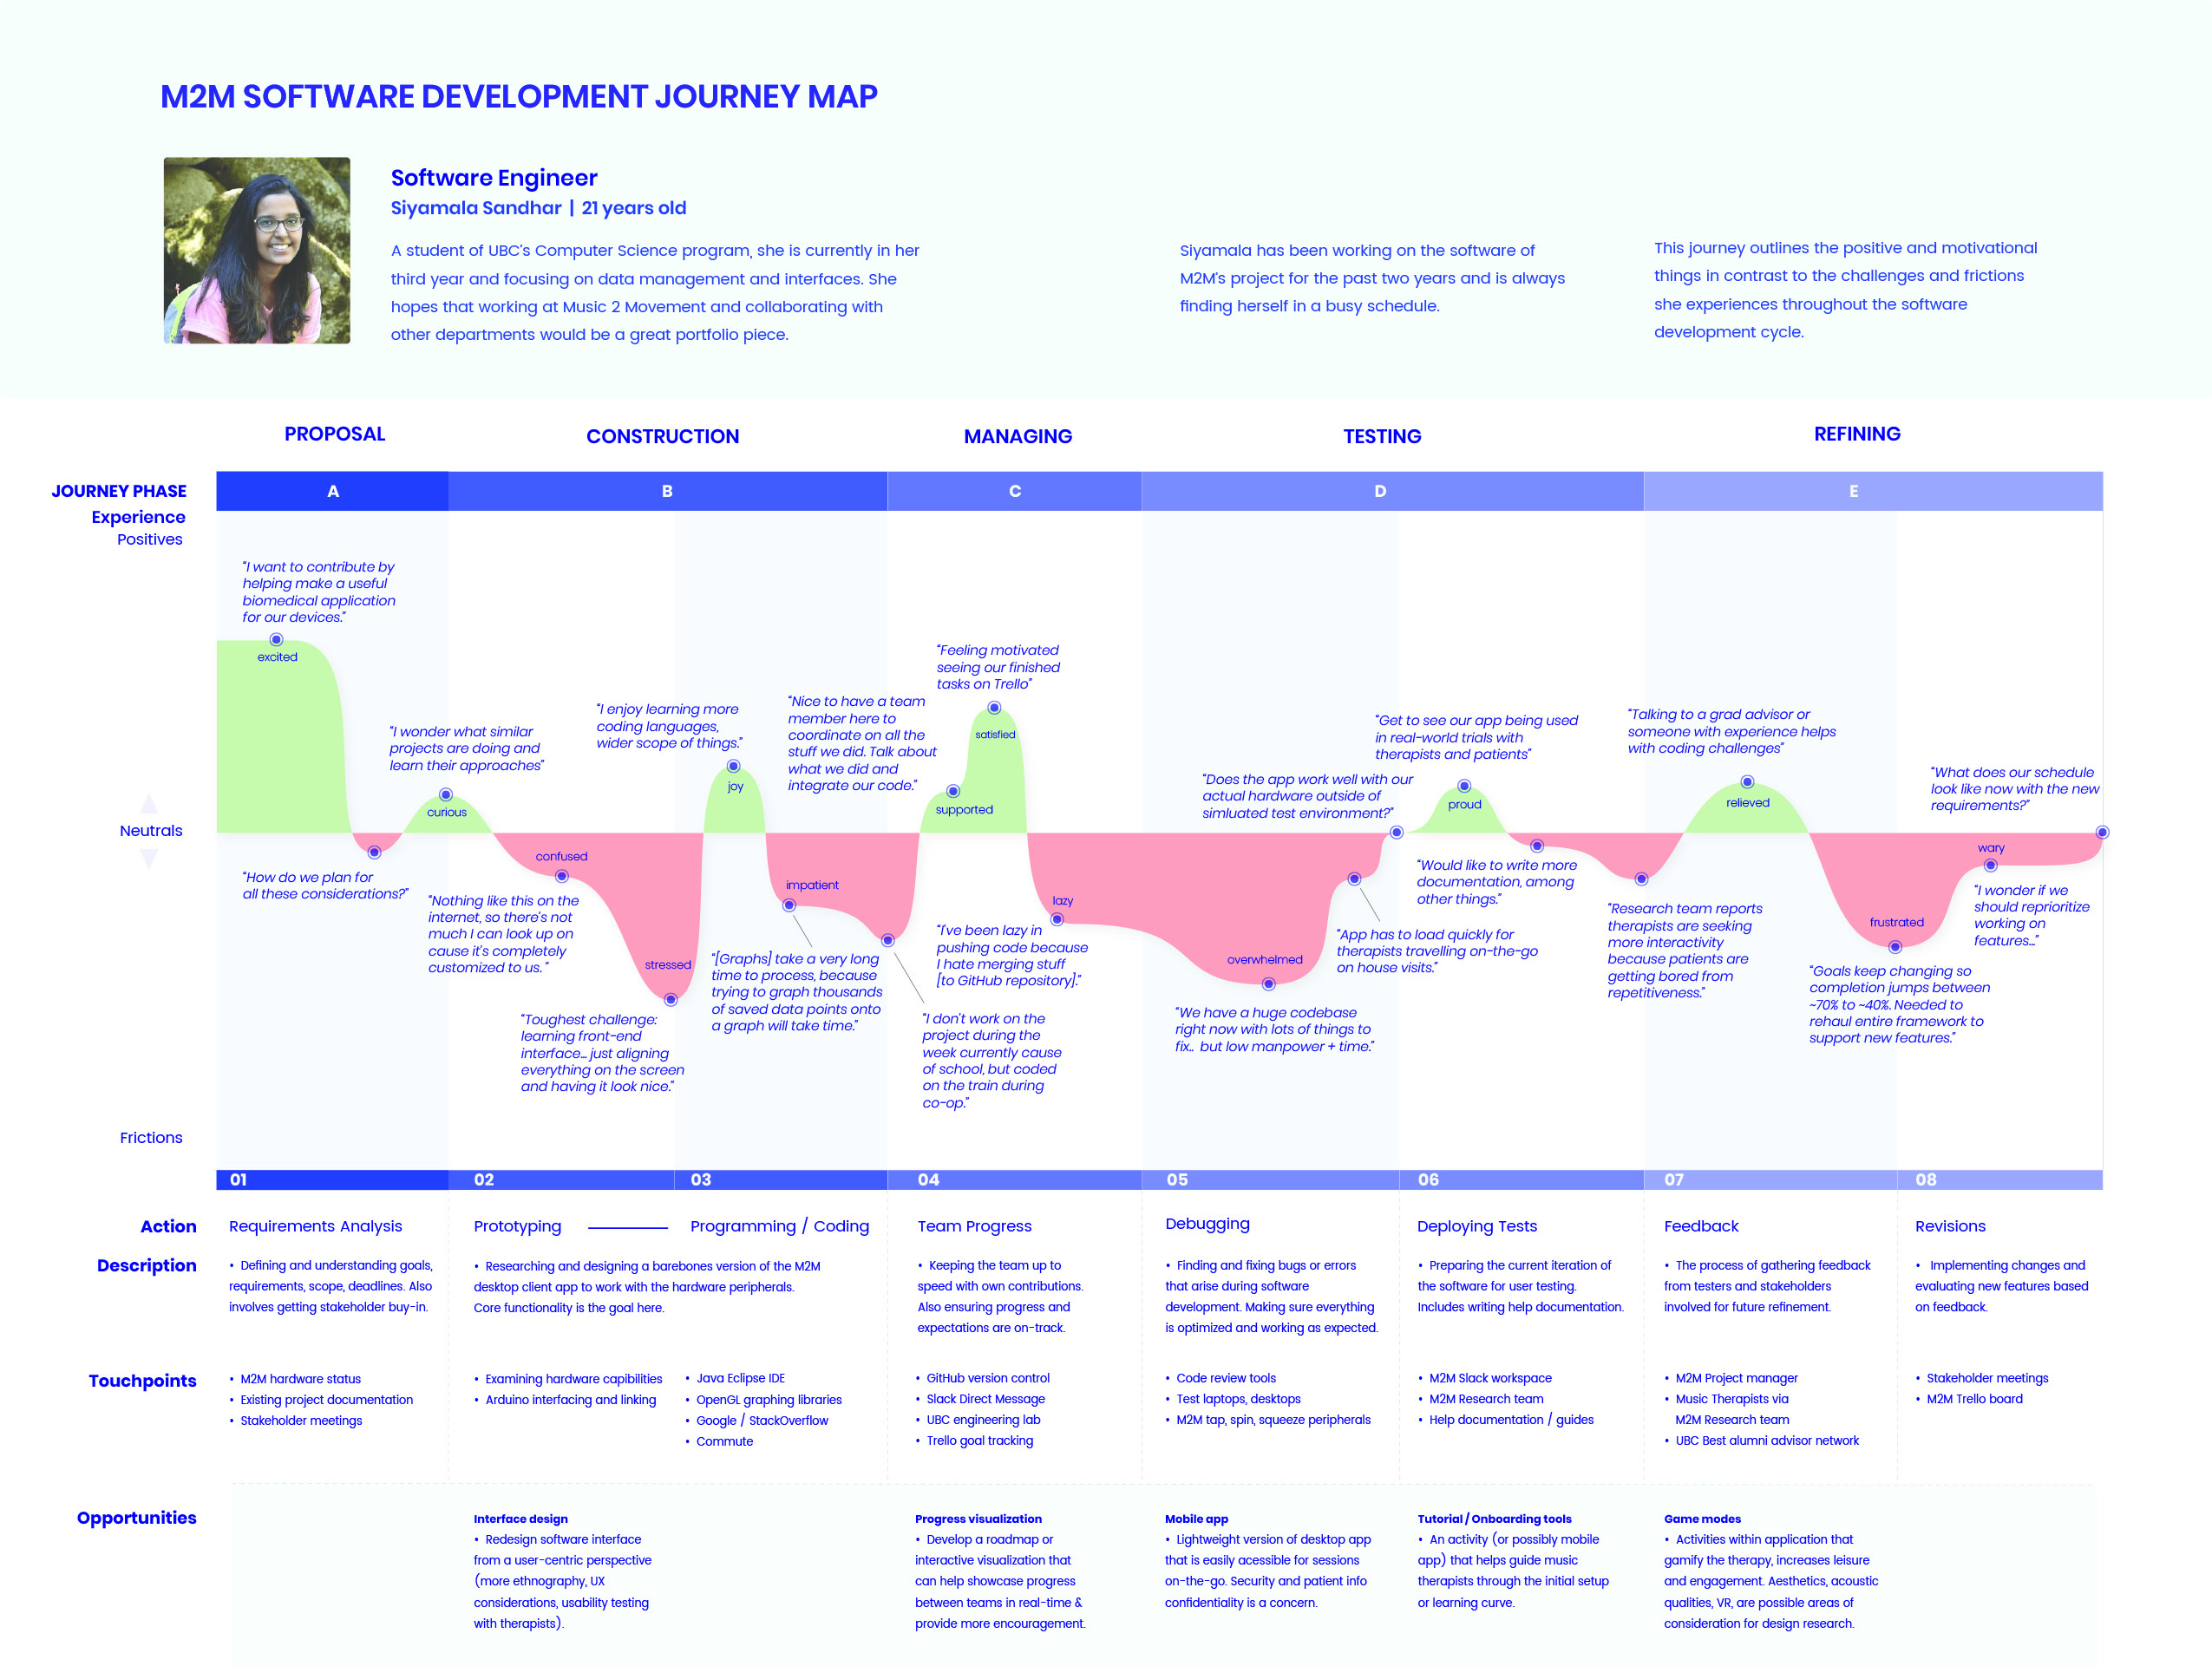 M2M SOFTWARE DEVELOPMENT JOURNEY MAP
Software Engineer
Siyamala Sandhar | 21 years old
A student of UBC's Computer Science program, she is currently in her
third year and focusing on data management and interfaces. She
hopes that working at Music 2 Movement and collaborating with
other departments would be a great portfolio piece.
Siyamala has been working on the software of
M2M's project for the past two years and is always
finding herself in a busy schedule.
This journey outlines the positive and motivational
things in contrast to the challenges and frictions
she experiences throughout the software
development cycle.
PROPOSAL
CONSTRUCTION
MANAGING
TESTING
REFINING
JOURNEY PHASE
A
B
C
D
E
Experience
Positives
"I want to contribute by
helping make a useful
biomedical application
for our devices."
excited
"How do we plan for
all these considerations?"
"I wonder what similar
projects are doing and
learn their approaches"
curious
confused
"Nothing like this on the
internet, so there's not
much I can look up on
cause it's completely
customized to us. "
stressed
"Toughest challenge:
learning front-end
interface... just aligning
everything on the screen
and having it look nice."
"I enjoy learning more
coding languages,
wider scope of things."
joy
impatient
"[Graphs] take a very long
time to process, because
trying to graph thousands
of saved data points onto
a graph will take time."
"I don't work on the
project during the
week currently cause
of school, but coded
on the train during
co-op."
"Nice to have a team
member here to
coordinate on all the
stuff we did. Talk about
what we did and
integrate our code."
supported
"Feeling motivated
seeing our finished
tasks on Trello"
satisfied
lazy
"I've been lazy in
pushing code because
I hate merging stuff
[to GitHub repository]."
overwhelmed
"We have a huge codebase
right now with lots of things to
fix.. but low manpower + time."
"App has to load quickly for
therapists travelling on-the-go
on house visits."
"Does the app work well with our
actual hardware outside of
simluated test environment?"
"Get to see our app being used
in real-world trials with
therapists and patients"
proud
"Would like to write more
documentation, among
other things."
"Research team reports
therapists are seeking
more interactivity
because patients are
getting bored from
repetitiveness."
"Talking to a grad advisor or
someone with experience helps
with coding challenges"
relieved
frustrated
"Goals keep changing so
completion jumps between
~70% to ~40%. Needed to
rehaul entire framework to
support new features."
wary
"I wonder if we
should reprioritize
working on
features..."
"What does our schedule
look like now with the new
requirements?"
Neutrals
Frictions
01
02
03
04
05
06
07
08
Action
Requirements Analysis
Prototyping
Programming / Coding
Team Progress
Debugging
Deploying Tests
Feedback
Revisions
Description
• Defining and understanding goals,
requirements, scope, deadlines. Also
involves getting stakeholder buy-in.
• Researching and designing a barebones version of the M2M
desktop client app to work with the hardware peripherals.
Core functionality is the goal here.
• Keeping the team up to
speed with own contributions.
Also ensuring progress and
expectations are on-track.
• Finding and fixing bugs or errors
that arise during software
development. Making sure everything
is optimized and working as expected.
• Preparing the current iteration of
the software for user testing.
Includes writing help documentation.
• The process of gathering feedback
from testers and stakeholders
involved for future refinement.
• Implementing changes and
evaluating new features based
on feedback.
Touchpoints
• M2M hardware status
• Existing project documentation
• Stakeholder meetings
• Examining hardware capibilities
• Arduino interfacing and linking
• Java Eclipse IDE
• OpenGL graphing libraries
• Google / StackOverflow
• Commute
• GitHub version control
• Slack Direct Message
• UBC engineering lab
• Trello goal tracking
• Code review tools
• Test laptops, desktops
• M2M tap, spin, squeeze peripherals
• M2M Slack workspace
• M2M Research team
• Help documentation / guides
• M2M Project manager
• Music Therapists via
M2M Research team
• UBC Best alumni advisor network
• Stakeholder meetings
• M2M Trello board
Opportunities
Interface design
• Redesign software interface
from a user-centric perspective
(more ethnography, UX
considerations, usability testing
with therapists).
Progress visualization
• Develop a roadmap or
interactive visualization that
can help showcase progress
between teams in real-time &
provide more encouragement.
Mobile app
• Lightweight version of desktop app
that is easily acessible for sessions
on-the-go. Security and patient info
confidentiality is a concern.
Tutorial / Onboarding tools
• An activity (or possibly mobile
app) that helps guide music
therapists through the initial setup
or learning curve.
Game modes
• Activities within application that
gamify the therapy, increases leisure
and engagement. Aesthetics, acoustic
qualities, VR, are possible areas of
consideration for design research.